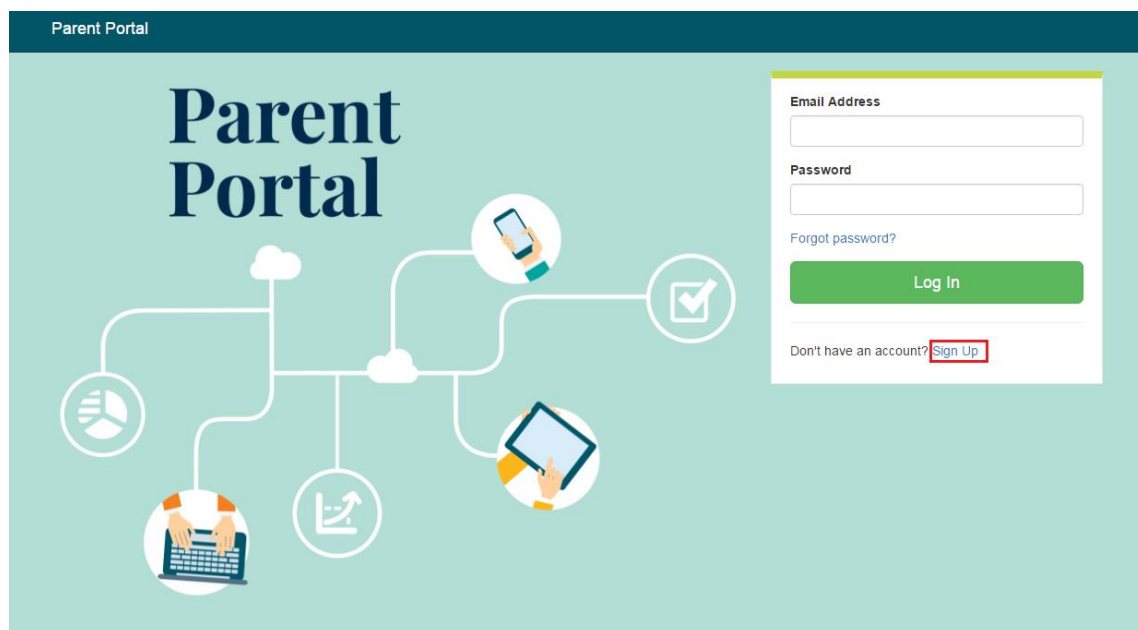 Parent Portal
Parent
Portal
Email Address
Password
Forgot password?
Log In
Don't have an account? Sign Up